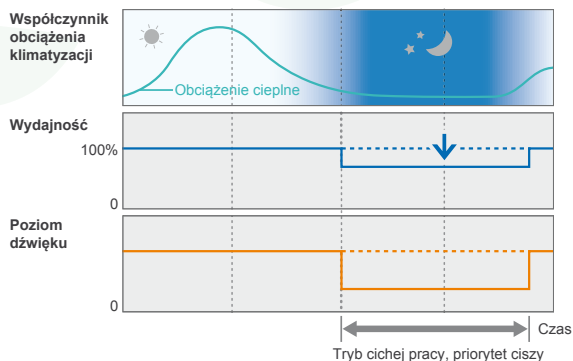 Współczynnik
obciążenia
klimatyzacji
Obciążenie cieplne
Wydajność
100%
0
Poziom
dźwięku
0
Czas
Tryb cichej pracy, priorytet ciszy